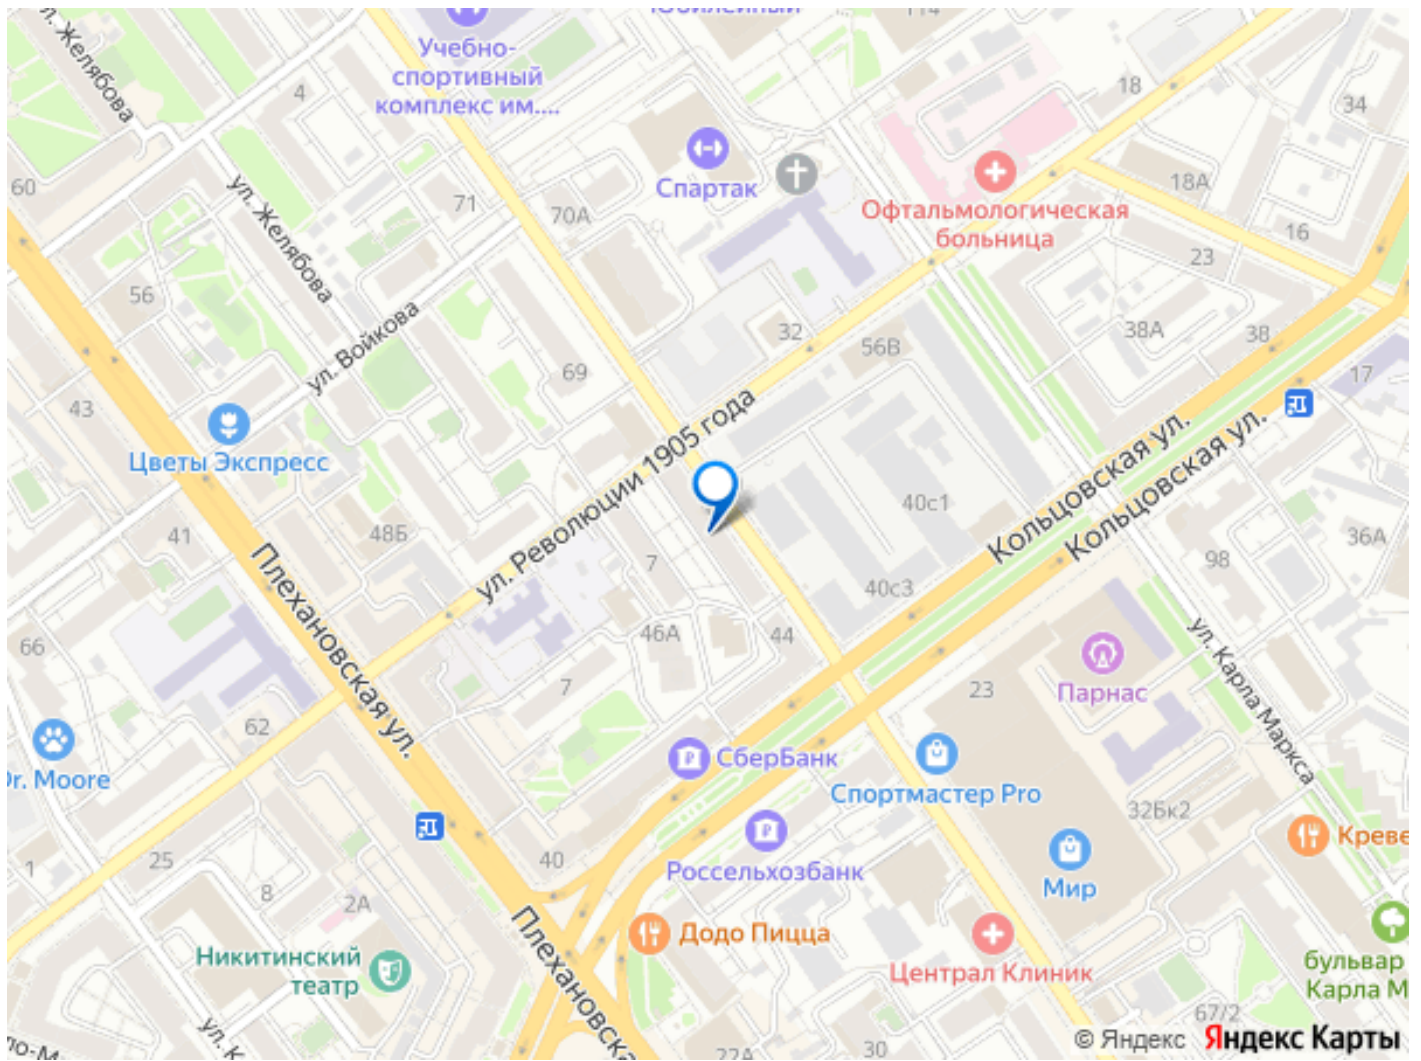 Юбилейный
114
Учебно-
спортивный
комплекс им....
ул. Желябова
4
18
34
60
Спартак
71
70А
18А
Офтальмологическая
больница
16
23
ул. Желябова
56
ул. Войкова
32
56В
38А
38
17
69
43
ул. Революции 1905 года
Цветы Экспресс
Кольцовская ул.
Кольцовская ул.
40с1
41
48Б
36А
98
7
40с3
Плехановская ул.
66
46А
44
ул. Карла Маркса
Парнас
7
23
62
СберБанк
Dr. Moore
Спортмастер Pro
32Бк2
Креве
Россельхозбанк
1
25
40
8
2А
Мир
Додо Пицца
Никитинский
театр
Централ Клиник
бульвар
Карла М
Плехановская
67/2
ул. К
22А
30
© Яндекс Яндекс Карты